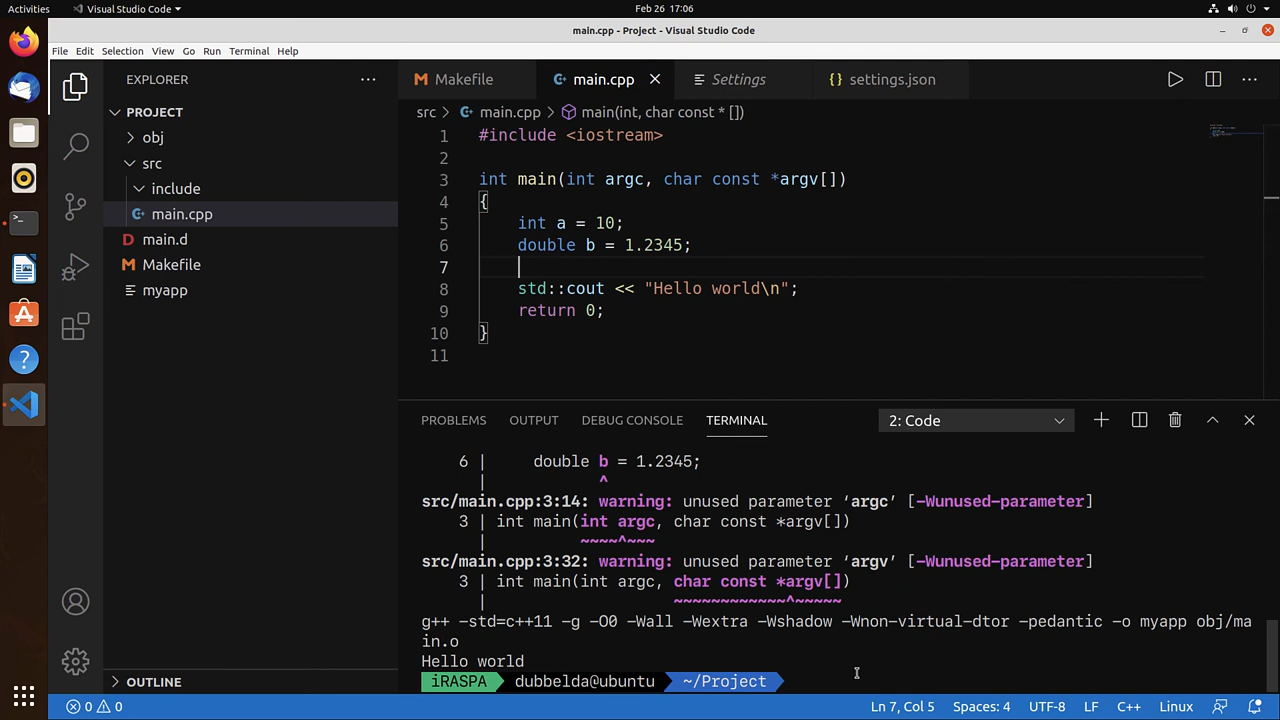 Activities
Visual Studio Code
Feb 26 17:06
main.cpp - Project - Visual Studio Code
File Edit Selection View Go Run Terminal Help
EXPLORER
PROJECT
obj
src
include
main.cpp
main.d
Makefile
myapp
OUTLINE
Makefile main.cpp Settings settings.json
src main.cpp main(int, char const * [])
1 #include <iostream>
2
3 int main(int argc, char const *argv[])
4 {
5 int a = 10;
6 double b = 1.2345;
7
8 std::cout << "Hello world\n";
9 return 0;
10 }
11
PROBLEMS OUTPUT DEBUG CONSOLE TERMINAL 2: Code
6 | double b = 1.2345;
| ^
src/main.cpp:3:14: warning: unused parameter ‘argc’ [-Wunused-parameter]
3 | int main(int argc, char const *argv[])
| ~~~~^~~~
src/main.cpp:3:32: warning: unused parameter ‘argv’ [-Wunused-parameter]
3 | int main(int argc, char const *argv[])
| ~~~~~~~~~~~~^~~~~
g++ -std=c++11 -g -O0 -Wall -Wextra -Wshadow -Wnon-virtual-dtor -pedantic -o myapp obj/ma
in.o
Hello world
iRASPA dubbelda@ubuntu ~/Project
0 0 Ln 7, Col 5 Spaces: 4 UTF-8 LF C++ Linux